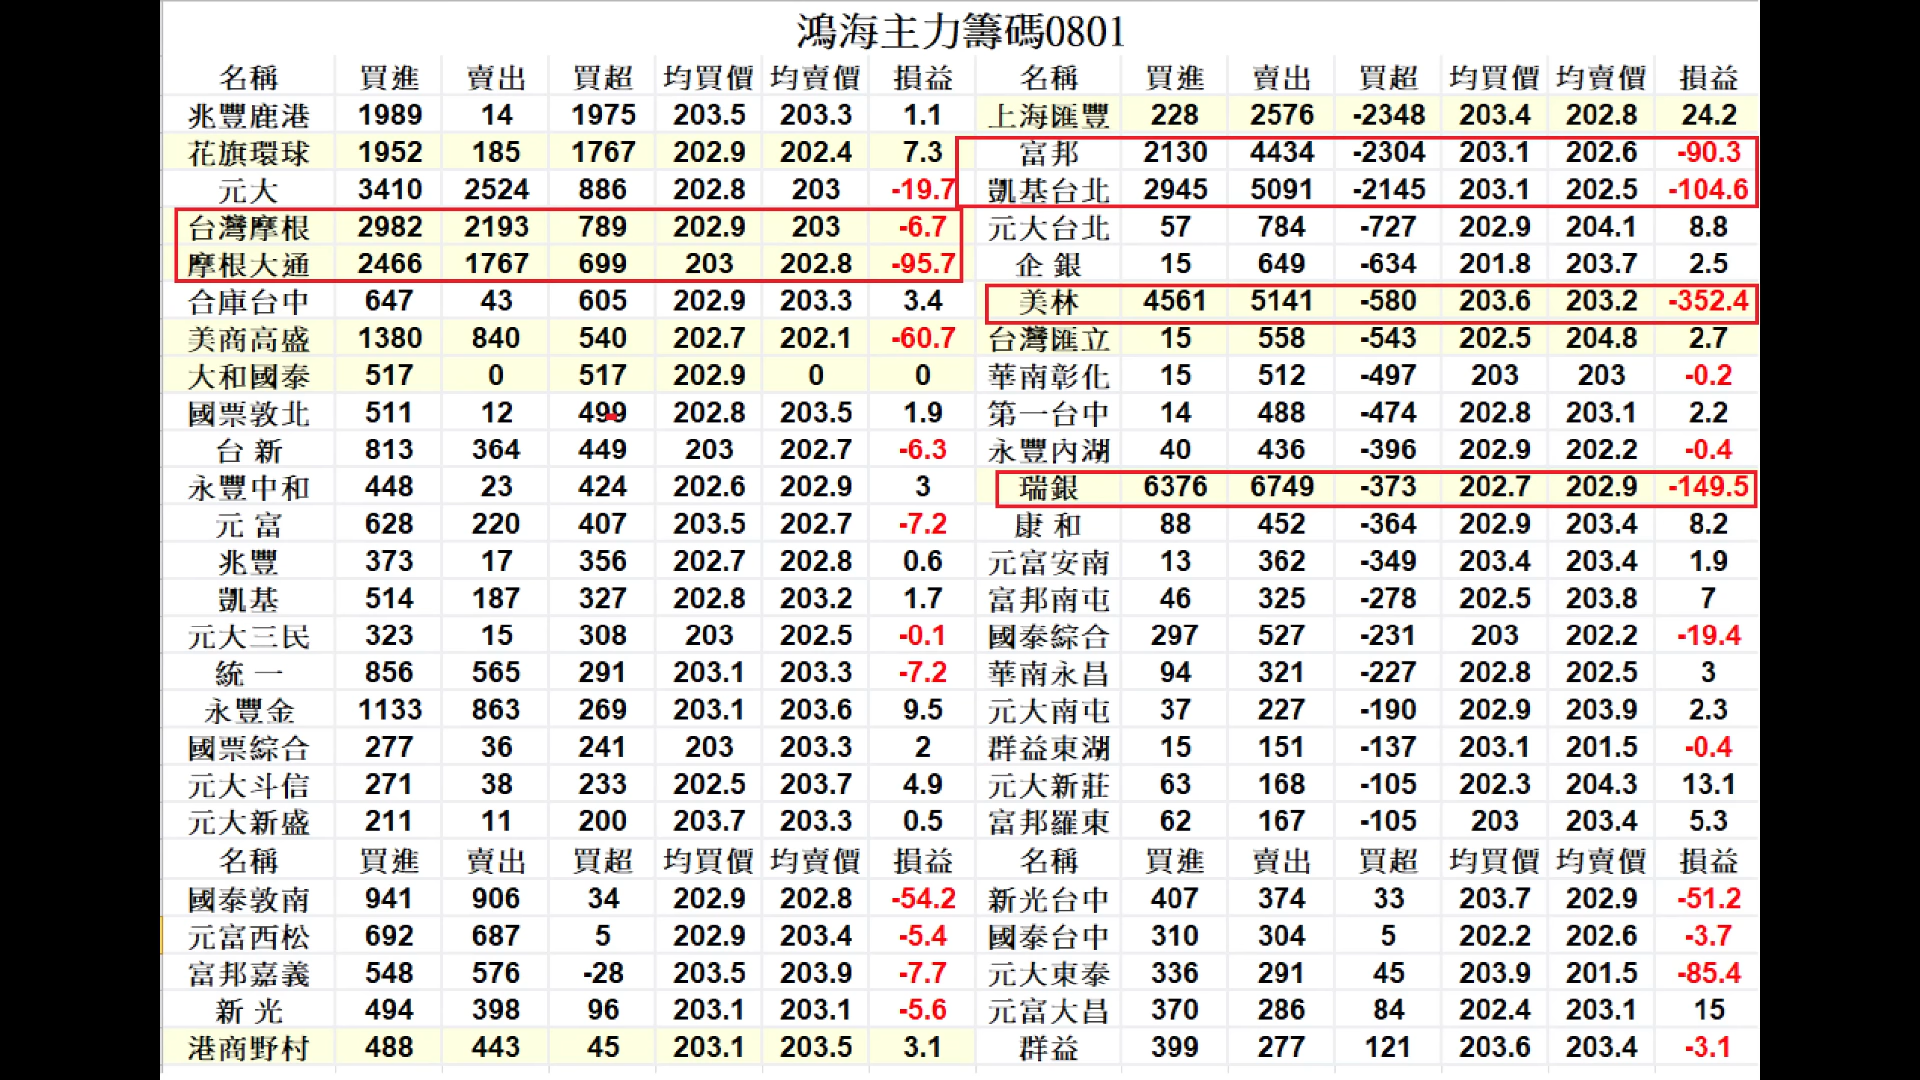 鴻海主力籌碼0801
名稱 買進 賣出 買超 均買價 均賣價 損益 名稱 買進 賣出 買超 均買價 均賣價 損益
兆豐鹿港 1989 14 1975 203.5 203.3 1.1 上海匯豐 228 2576 -2348 203.4 202.8 24.2
花旗環球 1952 185 1767 202.9 202.4 7.3 富邦 2130 4434 -2304 203.1 202.6 -90.3
元大 3410 2524 886 202.8 203 -19.7 凱基台北 2945 5091 -2145 203.1 202.5 -104.6
台灣摩根 2982 2193 789 202.9 203 -6.7 元大台北 57 784 -727 202.9 204.1 8.8
摩根大通 2466 1767 699 203 202.8 -95.7 企 銀 15 649 -634 201.8 203.7 2.5
合庫台中 647 43 605 202.9 203.3 3.4 美林 4561 5141 -580 203.6 203.2 -352.4
美商高盛 1380 840 540 202.7 202.1 -60.7 台灣匯立 15 558 -543 202.5 204.8 2.7
大和國泰 517 0 517 202.9 0 0 華南彰化 15 512 -497 203 203 -0.2
國票敦北 511 12 499 202.8 203.5 1.9 第一台中 14 488 -474 202.8 203.1 2.2
台 新 813 364 449 203 202.7 -6.3 永豐內湖 40 436 -396 202.9 202.2 -0.4
永豐中和 448 23 424 202.6 202.9 3 瑞銀 6376 6749 -373 202.7 202.9 -149.5
元 富 628 220 407 203.5 202.7 -7.2 康 和 88 452 -364 202.9 203.4 8.2
兆豐 373 17 356 202.7 202.8 0.6 元富安南 13 362 -349 203.4 203.4 1.9
凱基 514 187 327 202.8 203.2 1.7 富邦南屯 46 325 -278 202.5 203.8 7
元大三民 323 15 308 203 202.5 -0.1 國泰綜合 297 527 -231 203 202.2 -19.4
統 一 856 565 291 203.1 203.3 -7.2 華南永昌 94 321 -227 202.8 202.5 3
永豐金 1133 863 269 203.1 203.6 9.5 元大南屯 37 227 -190 202.9 203.9 2.3
國票綜合 277 36 241 203 203.3 2 群益東湖 15 151 -137 203.1 201.5 -0.4
元大斗信 271 38 233 202.5 203.7 4.9 元大新莊 63 168 -105 202.3 204.3 13.1
元大新盛 211 11 200 203.7 203.3 0.5 富邦羅東 62 167 -105 203 203.4 5.3
名稱 買進 賣出 買超 均買價 均賣價 損益 名稱 買進 賣出 買超 均買價 均賣價 損益
國泰敦南 941 906 34 202.9 202.8 -54.2 新光台中 407 374 33 203.7 202.9 -51.2
元富西松 692 687 5 202.9 203.4 -5.4 國泰台中 310 304 5 202.2 202.6 -3.7
富邦嘉義 548 576 -28 203.5 203.9 -7.7 元大東泰 336 291 45 203.9 201.5 -85.4
新 光 494 398 96 203.1 203.1 -5.6 元富大昌 370 286 84 202.4 203.1 15
港商野村 488 443 45 203.1 203.5 3.1 群益 399 277 121 203.6 203.4 -3.1